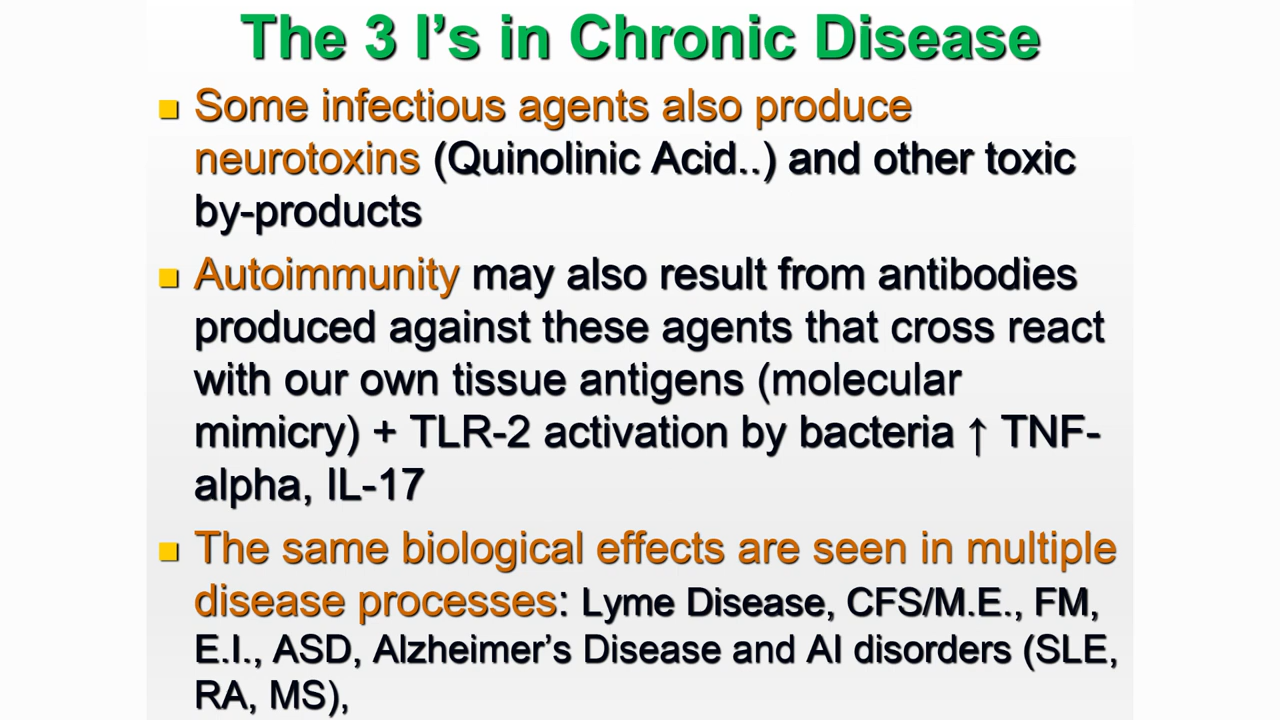 The 3 I’s in Chronic Disease
Some infectious agents also produce
neurotoxins (Quinolinic Acid..) and other toxic
by-products
Autoimmunity may also result from antibodies
produced against these agents that cross react
with our own tissue antigens (molecular
mimicry) + TLR-2 activation by bacteria ↑ TNF-
alpha, IL-17
The same biological effects are seen in multiple
disease processes: Lyme Disease, CFS/M.E., FM,
E.I., ASD, Alzheimer’s Disease and AI disorders (SLE,
RA, MS),